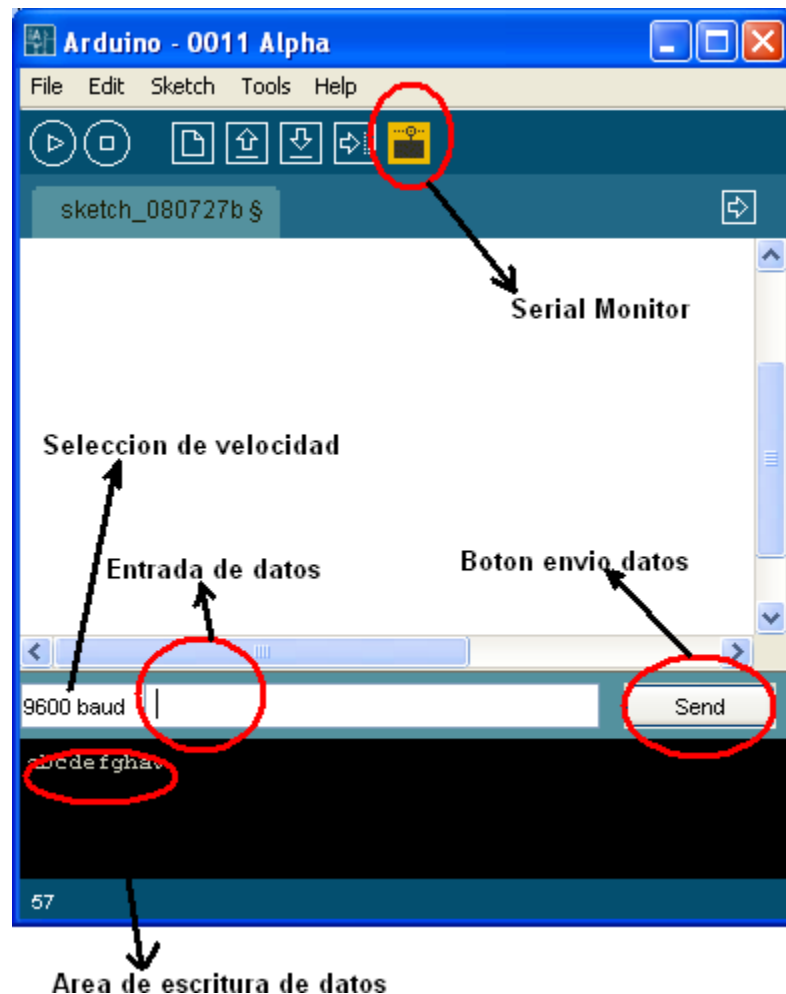 Arduino - 0011 Alpha
File Edit Sketch Tools Help
sketch_080727b §
Serial Monitor
Seleccion de velocidad
Entrada de datos
Boton envio datos
9600 baud
Send
abcdefghav
57
Area de escritura de datos